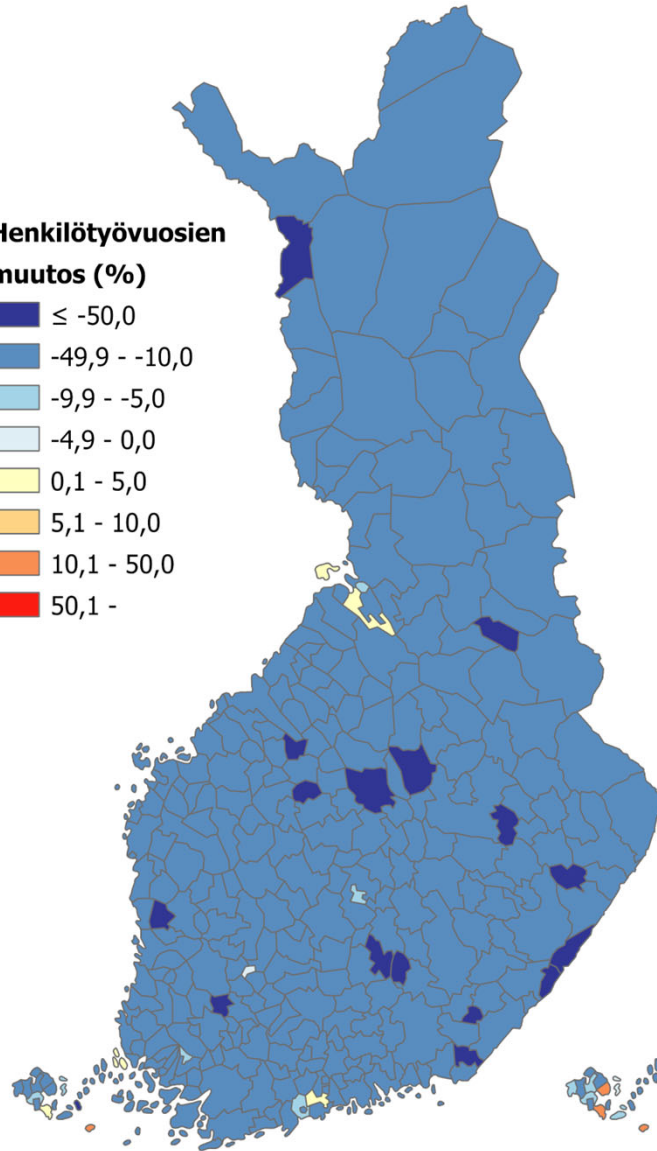 Henkilötyövuosien
muutos (%)
≤ -50,0
-49,9 - -10,0
-9,9 - -5,0
-4,9 - 0,0
0,1 - 5,0
5,1 - 10,0
10,1 - 50,0
50,1 -